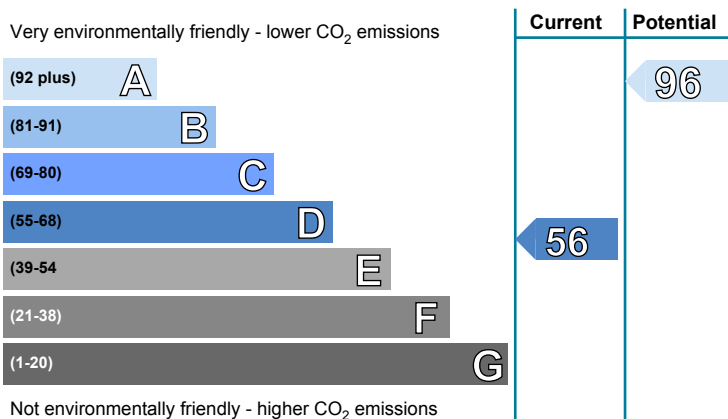 Very environmentally friendly - lower CO2 emissions
Current
Potential
(92 plus) A
96
(81-91) B
(69-80) C
(55-68) D
56
(39-54 E
(21-38) F
(1-20) G
Not environmentally friendly - higher CO2 emissions